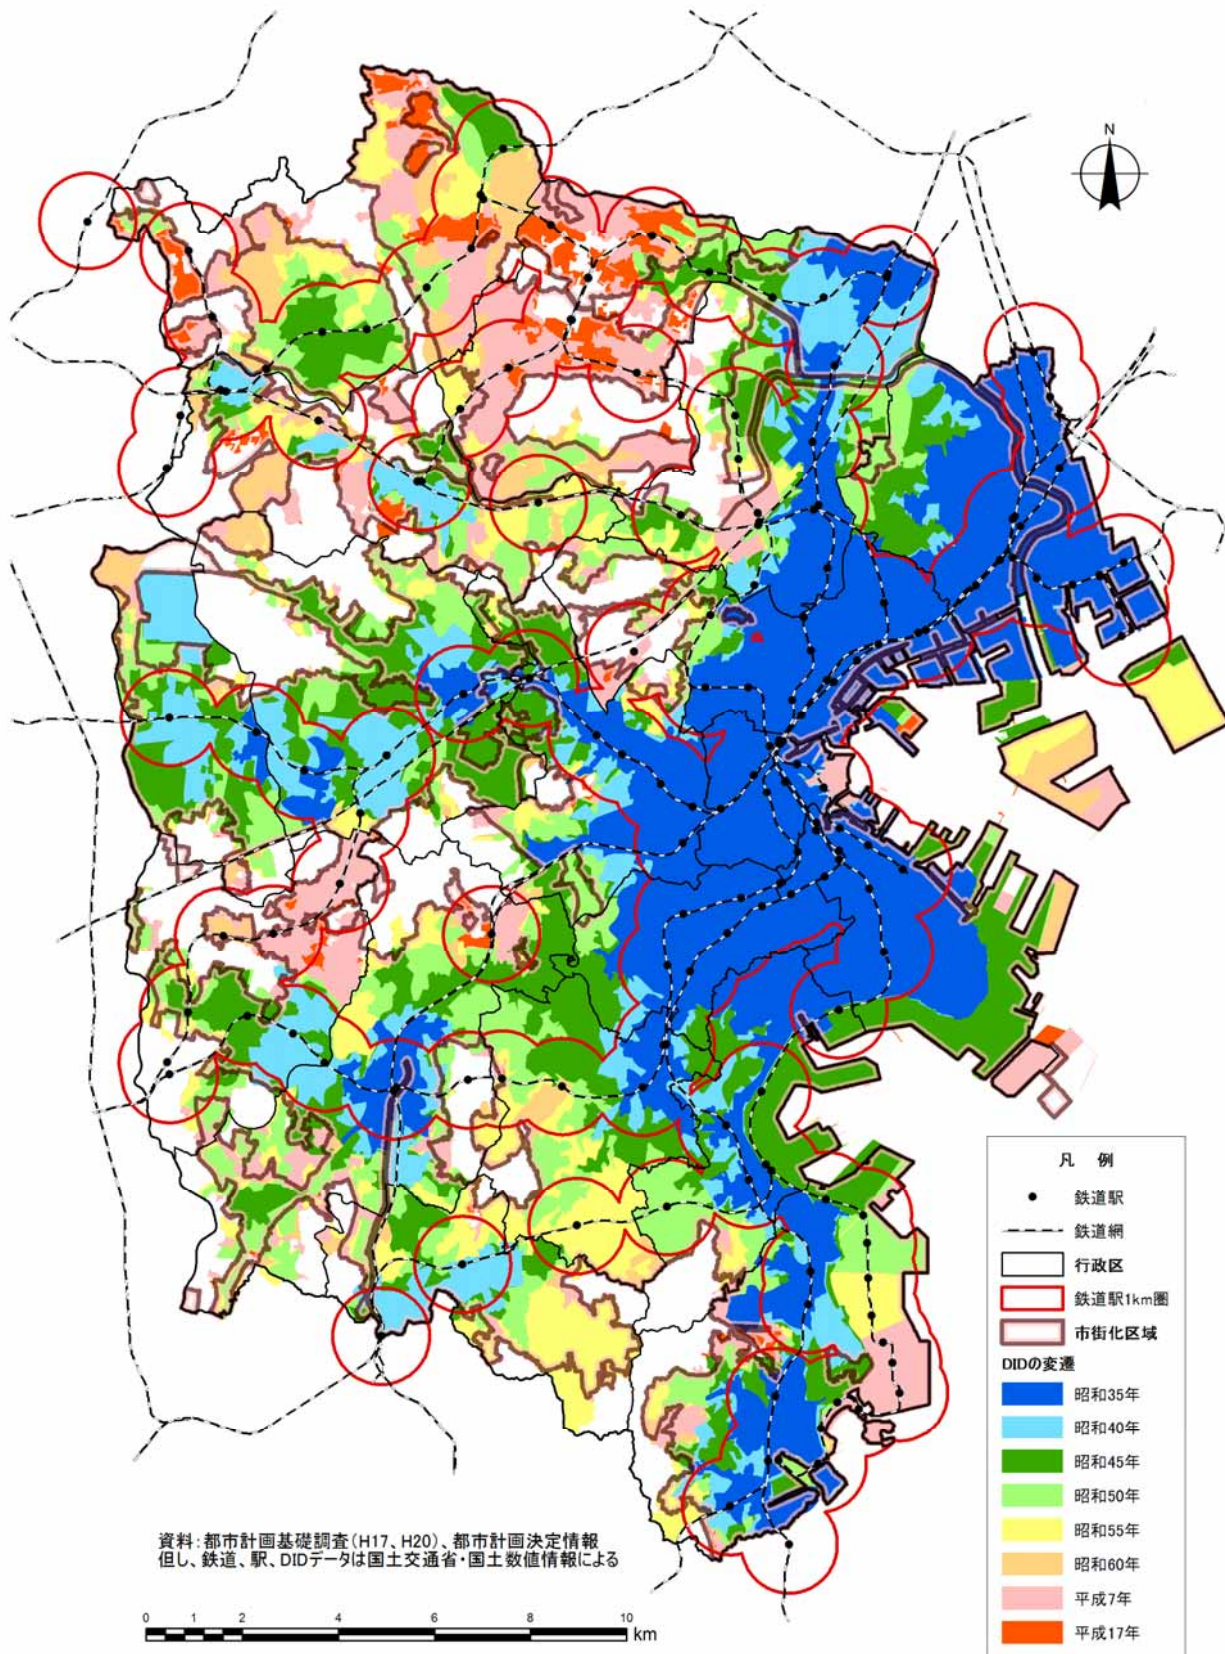 N
凡 例
鉄道駅
鉄道網
行政区
鉄道駅1km圏
市街化区域
DIDの変遷
昭和35年
昭和40年
昭和45年
昭和50年
昭和55年
昭和60年
平成7年
平成17年
資料:都市計画基礎調査(H17、H20)、都市計画決定情報
但し、鉄道、駅、DIDデータは国土交通省・国土数値情報による
0 1 2 4 6 8 10
km